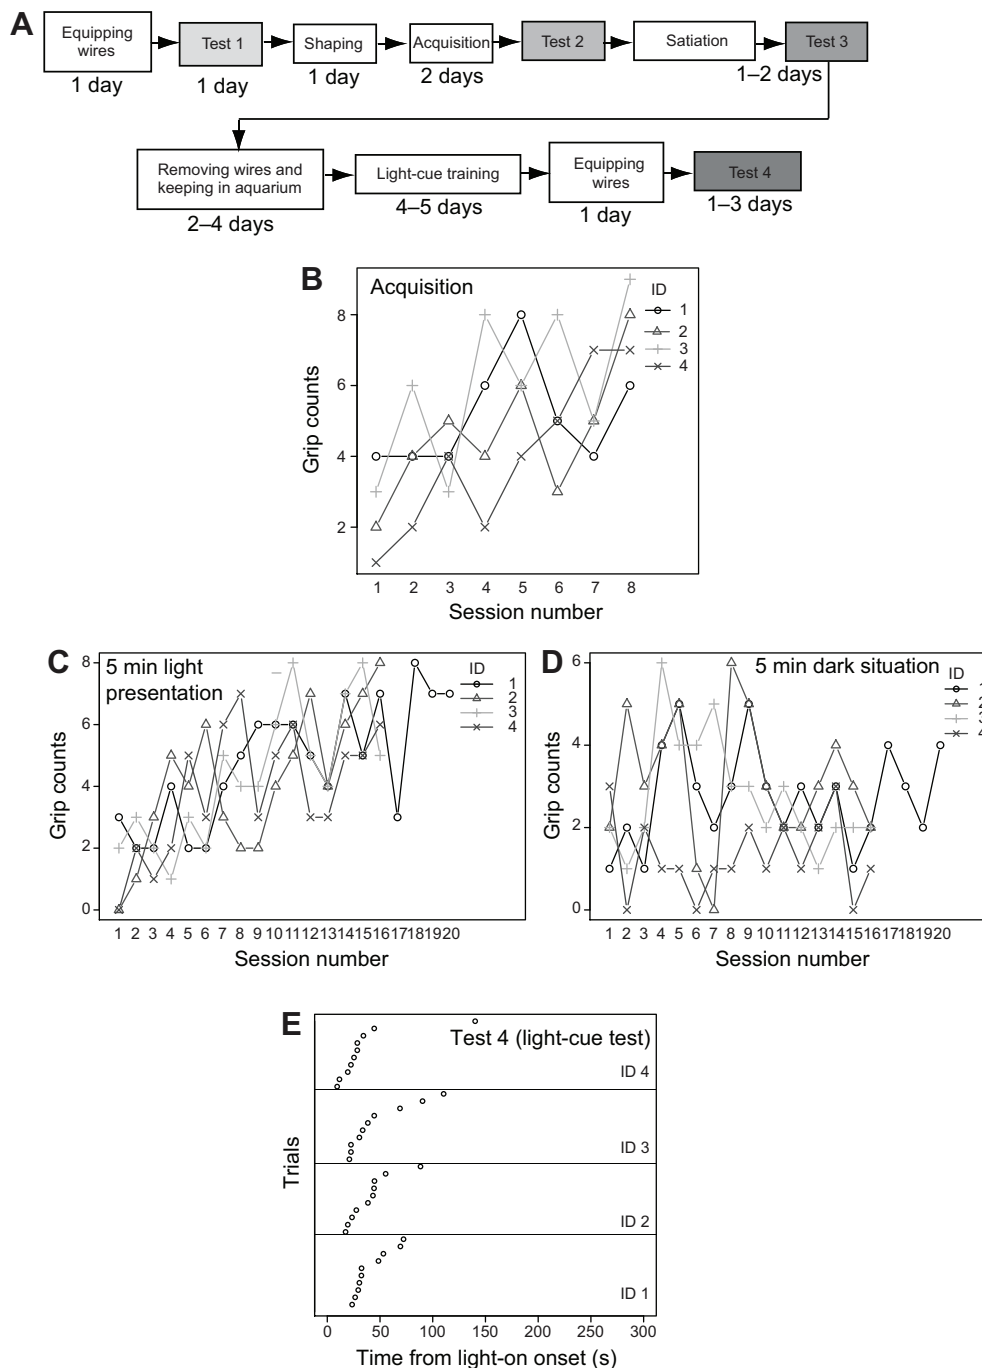 A
Equipping
wires
1 day
Test 1
1 day
Shaping
1 day
Acquisition
2 days
Test 2
Satiation
Test 3
1–2 days
Removing wires and
keeping in aquarium
2–4 days
Light-cue training
4–5 days
Equipping
wires
1 day
Test 4
1–3 days
B
Acquisition
ID
1
2
3
4
8
6
4
2
Grip counts
1 2 3 4 5 6 7 8
Session number
C
5 min light
presentation
ID
1
2
3
4
8
6
4
2
0
Grip counts
1 2 3 4 5 6 7 8 9 10 11 12 13 14 15 16 17 18 19 20
Session number
D
5 min dark situation
ID
6
4
2
0
Grip counts
1 2 3 4 5 6 7 8 9 10 11 12 13 14 15 16 17 18 19 20
Session number
E
Test 4 (light-cue test)
ID 4
ID 3
ID 2
ID 1
Trials
0 50 100 150 200 250 300
Time from light-on onset (s)